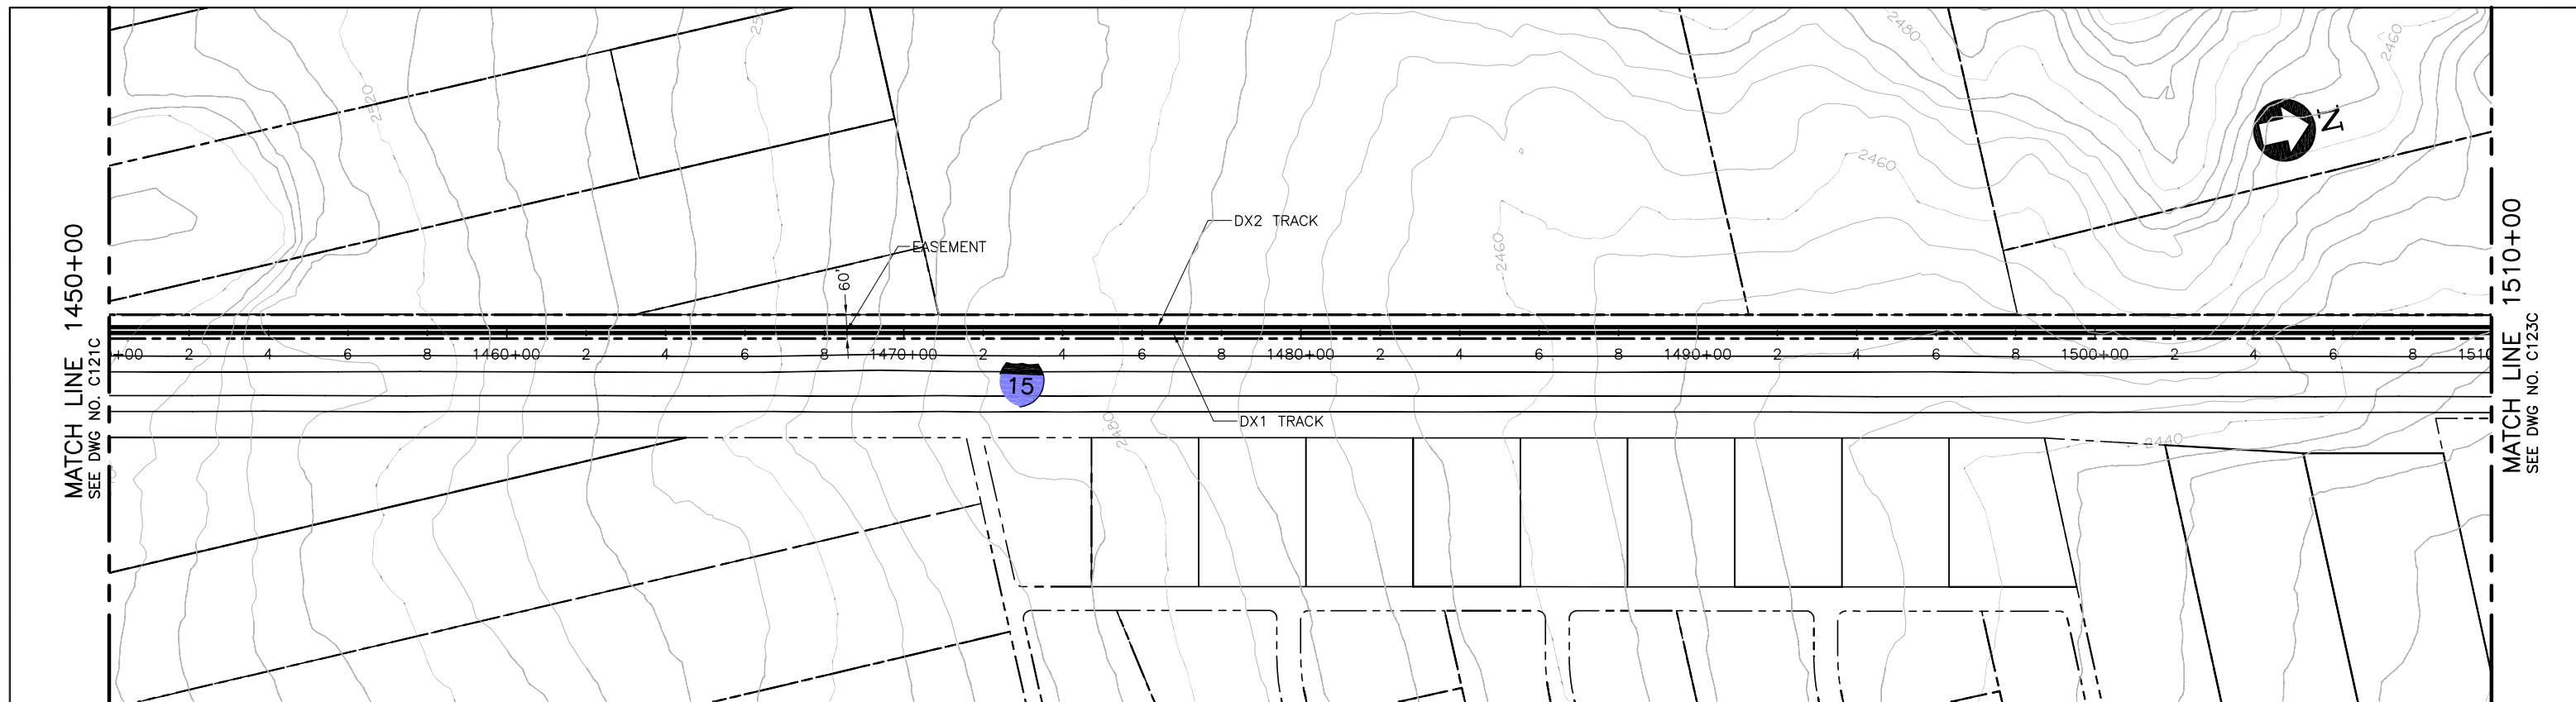 2480
2460
2520
N
2460
MATCH LINE 1450+00
SEE DWG NO. C121C
DX2 TRACK
EASEMENT
60'
2460
MATCH LINE 1510+00
SEE DWG NO. C123C
+00 2 4 6 8 1460+00 2 4 6 8 1470+00 2 4 6 8 1480+00 2 4 6 8 1490+00 2 4 6 8 1500+00 2 4 6 8 1510
15
DX1 TRACK
2480
2440